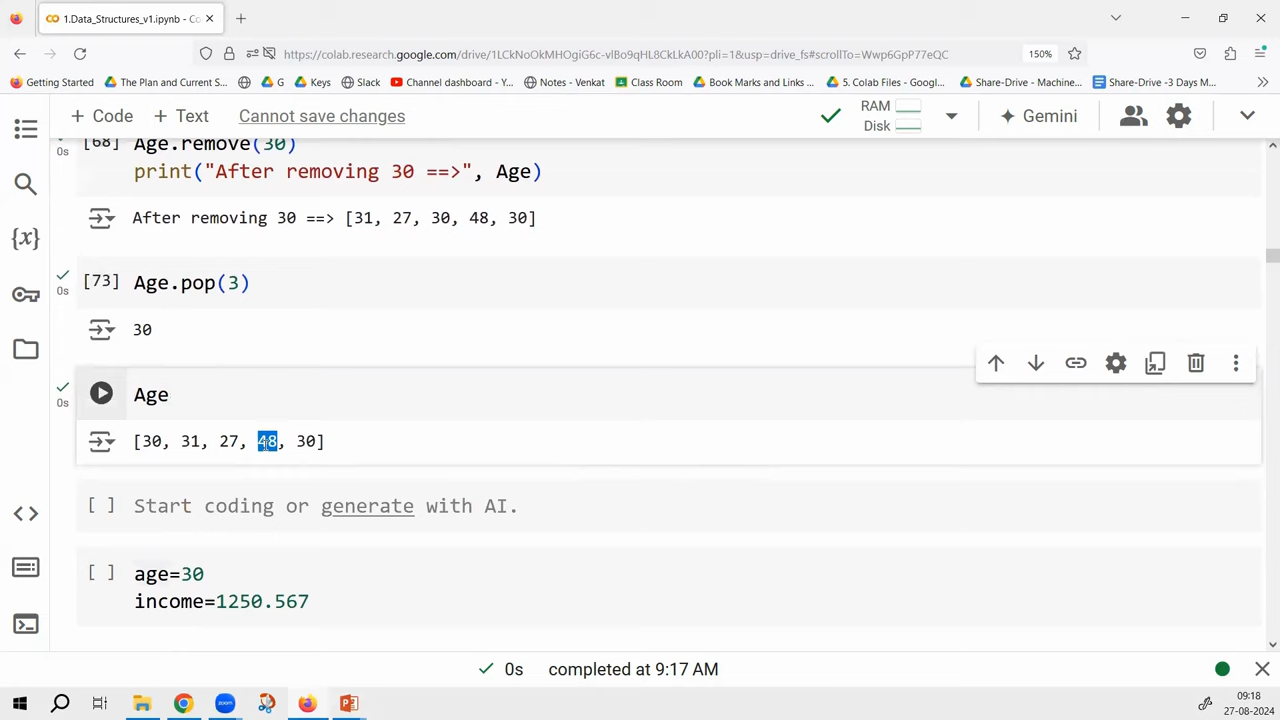 1.Data_Structures_v1.ipynb - Co
https://colab.research.google.com/drive/1LCkNoOkMHOgiG6c-vlBo9qHL8CkLkA00?pli=1&usp=drive_fs#scrollTo=Wwp6GpP77eQC
150%
Getting Started
The Plan and Current S...
G
Keys
Slack
Channel dashboard - Y...
Notes - Venkat
Class Room
Book Marks and Links ...
5. Colab Files - Googl...
Share-Drive - Machine...
Share-Drive -3 Days M...
+ Code
+ Text
Cannot save changes
RAM
Disk
Gemini
[68]
0s
Age.remove(30)
print("After removing 30 ==>", Age)
After removing 30 ==> [31, 27, 30, 48, 30]
[73]
0s
Age.pop(3)
30
0s
Age
[30, 31, 27, 48, 30]
[ ]
Start coding or generate with AI.
[ ]
age=30
income=1250.567
0s
completed at 9:17 AM
zoom
09:18
27-08-2024